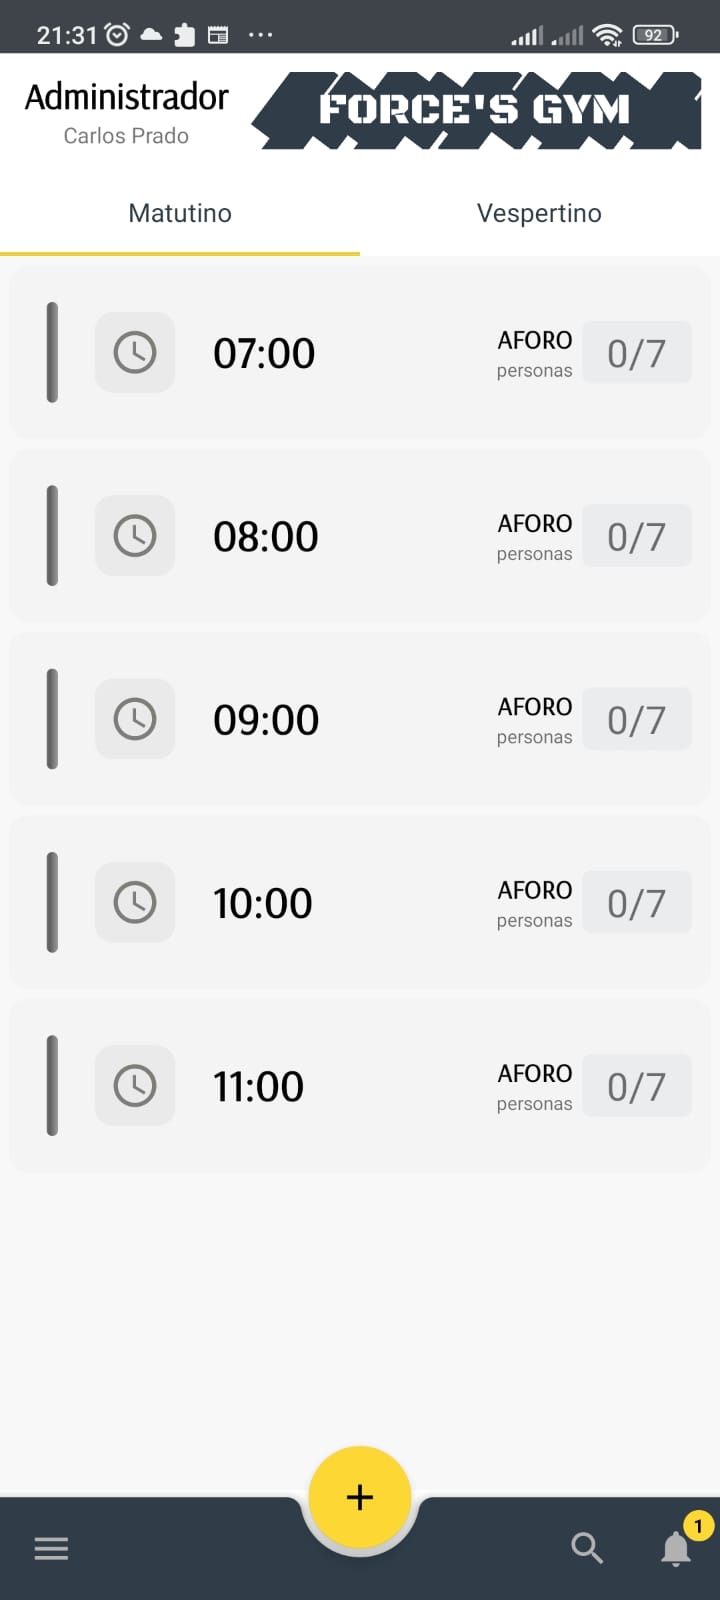 21:31
92
Administrador
Carlos Prado
FORCE'S GYM
Matutino
Vespertino
07:00
AFORO
personas
0/7
08:00
AFORO
personas
0/7
09:00
AFORO
personas
0/7
10:00
AFORO
personas
0/7
11:00
AFORO
personas
0/7
+
1